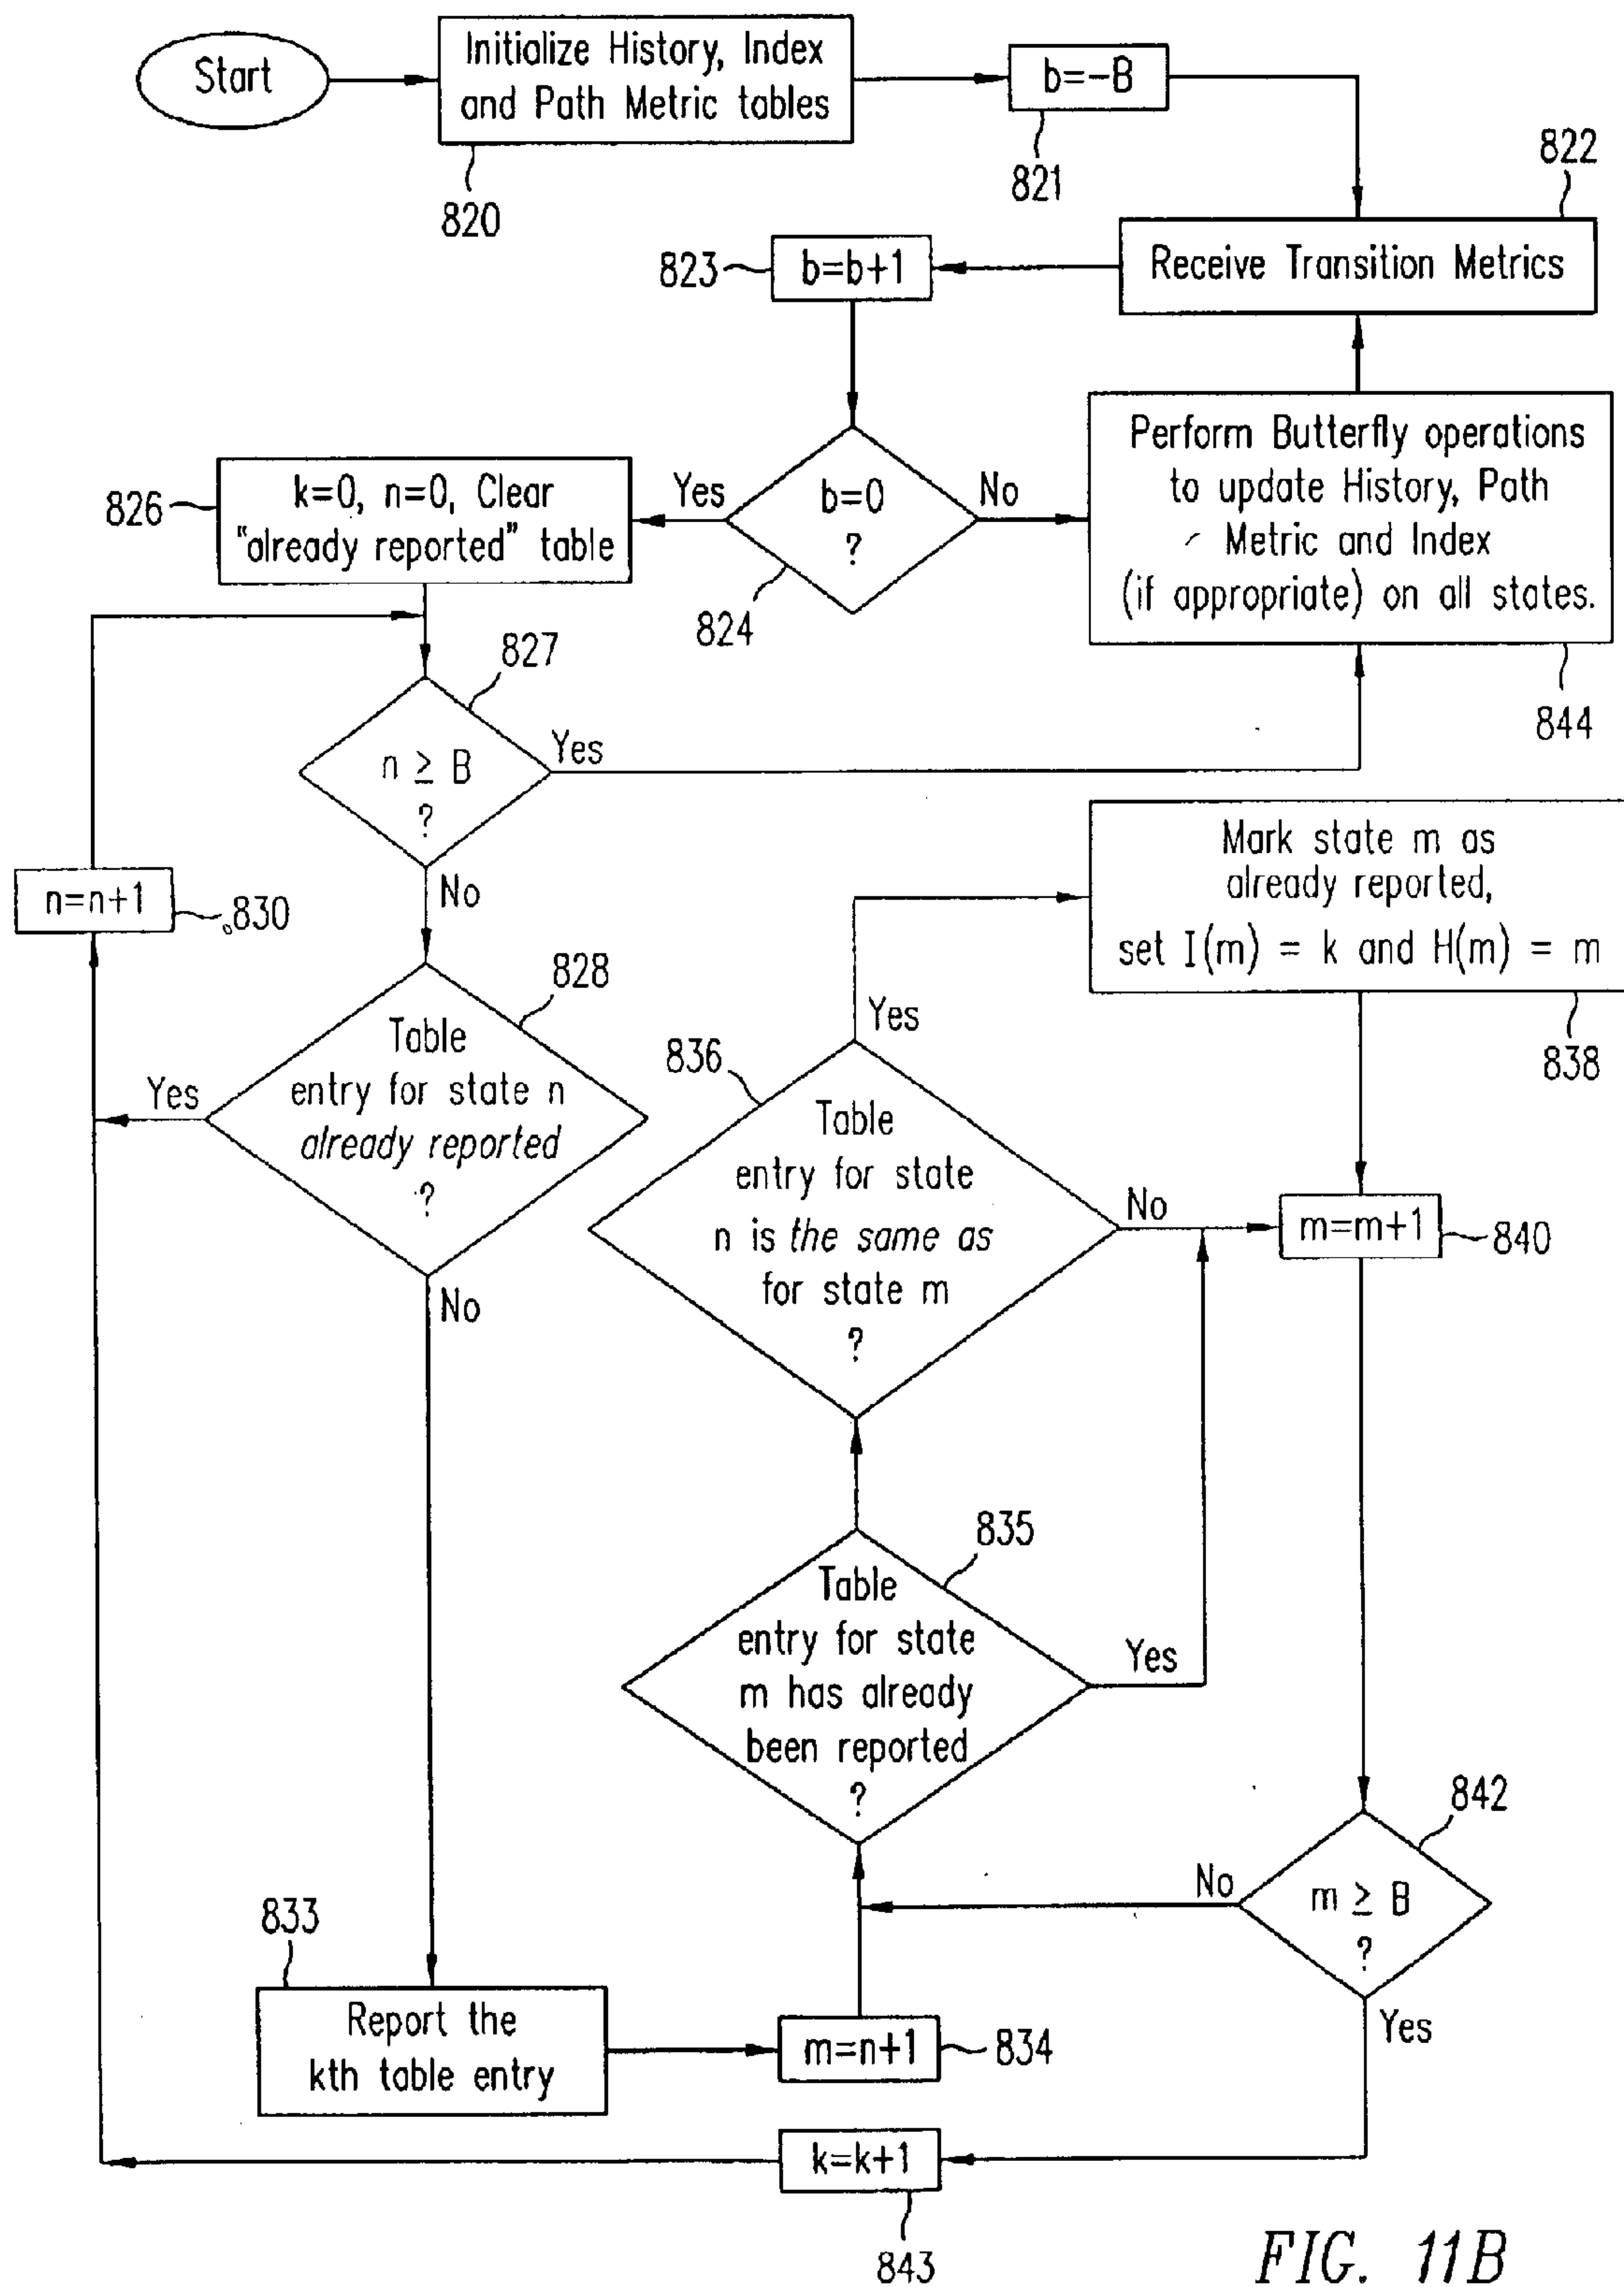 Start
Initialize History, Index
and Path Metric tables
820
b=-B
821
822
Receive Transition Metrics
823
b=b+1
b=0
?
Yes
No
824
826
k=0, n=0, Clear
"already reported" table
Perform Butterfly operations
to update History, Path
Metric and Index
(if appropriate) on all states.
844
827
n ≥ B
?
Yes
No
n=n+1
830
828
Table
entry for state n
already reported
?
Yes
No
Mark state m as
already reported,
set I(m) = k and H(m) = m
838
836
Yes
Table
entry for state
n is the same as
for state m
?
No
m=m+1
840
835
Table
entry for state
m has already
been reported
?
Yes
842
m ≥ B
?
No
Yes
833
Report the
kth table entry
m=n+1
834
k=k+1
843
FIG. 11B